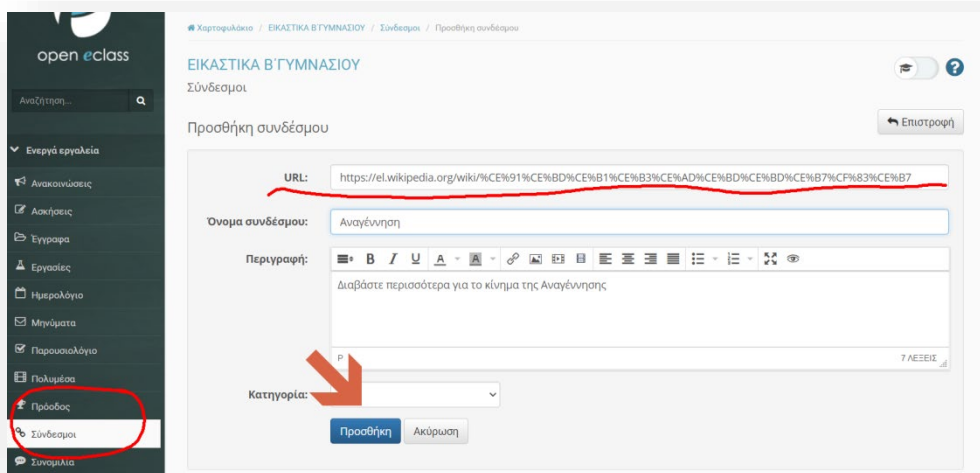 open eclass
Χαρτοφυλάκιο / ΕΙΚΑΣΤΙΚΑ Β΄ΓΥΜΝΑΣΙΟΥ / Σύνδεσμοι / Προσθήκη συνδέσμου
ΕΙΚΑΣΤΙΚΑ Β΄ΓΥΜΝΑΣΙΟΥ
Σύνδεσμοι
Αναζήτηση...
Προσθήκη συνδέσμου
Επιστροφή
Ενεργά εργαλεία
Ανακοινώσεις
Ασκήσεις
Έγγραφα
Εργασίες
Ημερολόγιο
Μηνύματα
Παρουσιολόγιο
Πολυμέσα
Πρόοδος
Σύνδεσμοι
Συνομιλία
URL: https://el.wikipedia.org/wiki/%CE%91%CE%BD%CE%B1%CE%B3%CE%AD%CE%BD%CE%BD%CE%B7%CF%83%CE%B7
Όνομα συνδέσμου: Αναγέννηση
Περιγραφή:
B I U A A
Διαβάστε περισσότερα για το κίνημα της Αναγέννησης
P 7 ΛΕΞΕΙΣ
Κατηγορία:
Προσθήκη Ακύρωση